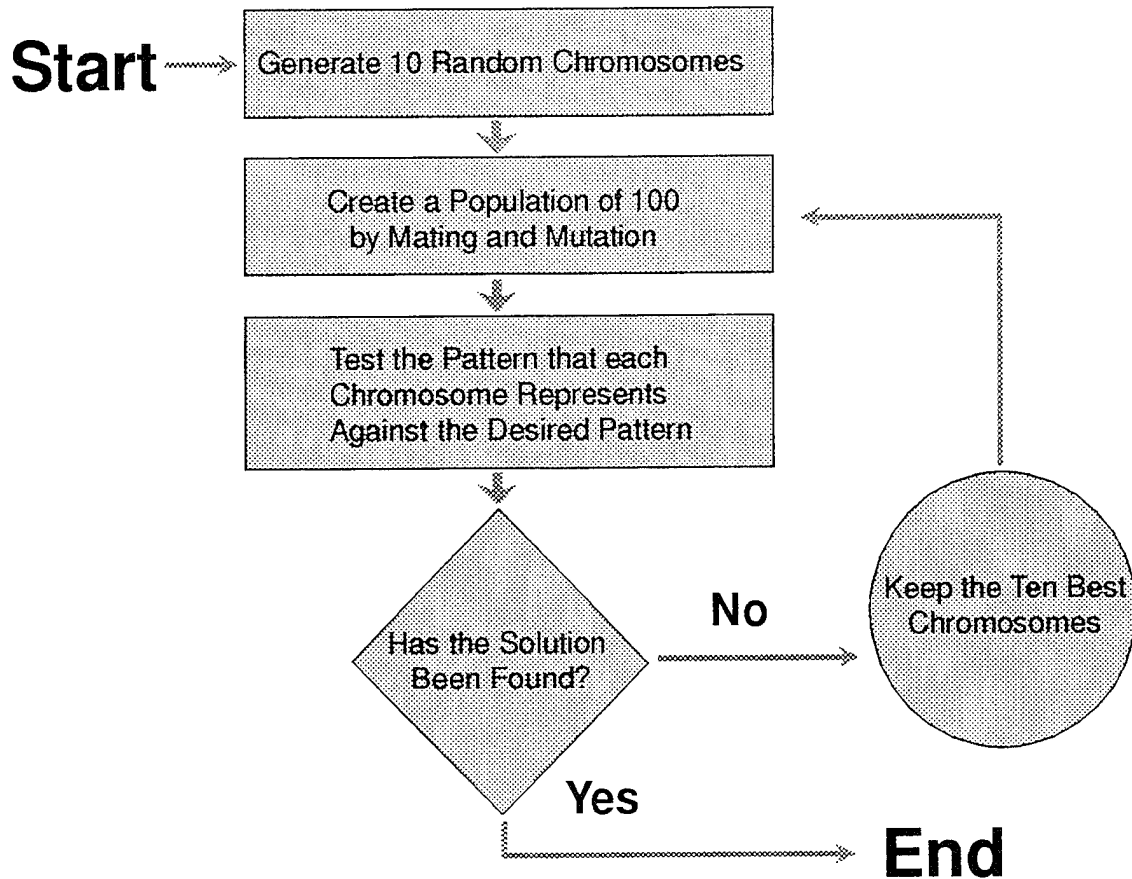 Start
Generate 10 Random Chromosomes
Create a Population of 100
by Mating and Mutation
Test the Pattern that each
Chromosome Represents
Against the Desired Pattern
Has the Solution
Been Found?
No
Keep the Ten Best
Chromosomes
Yes
End